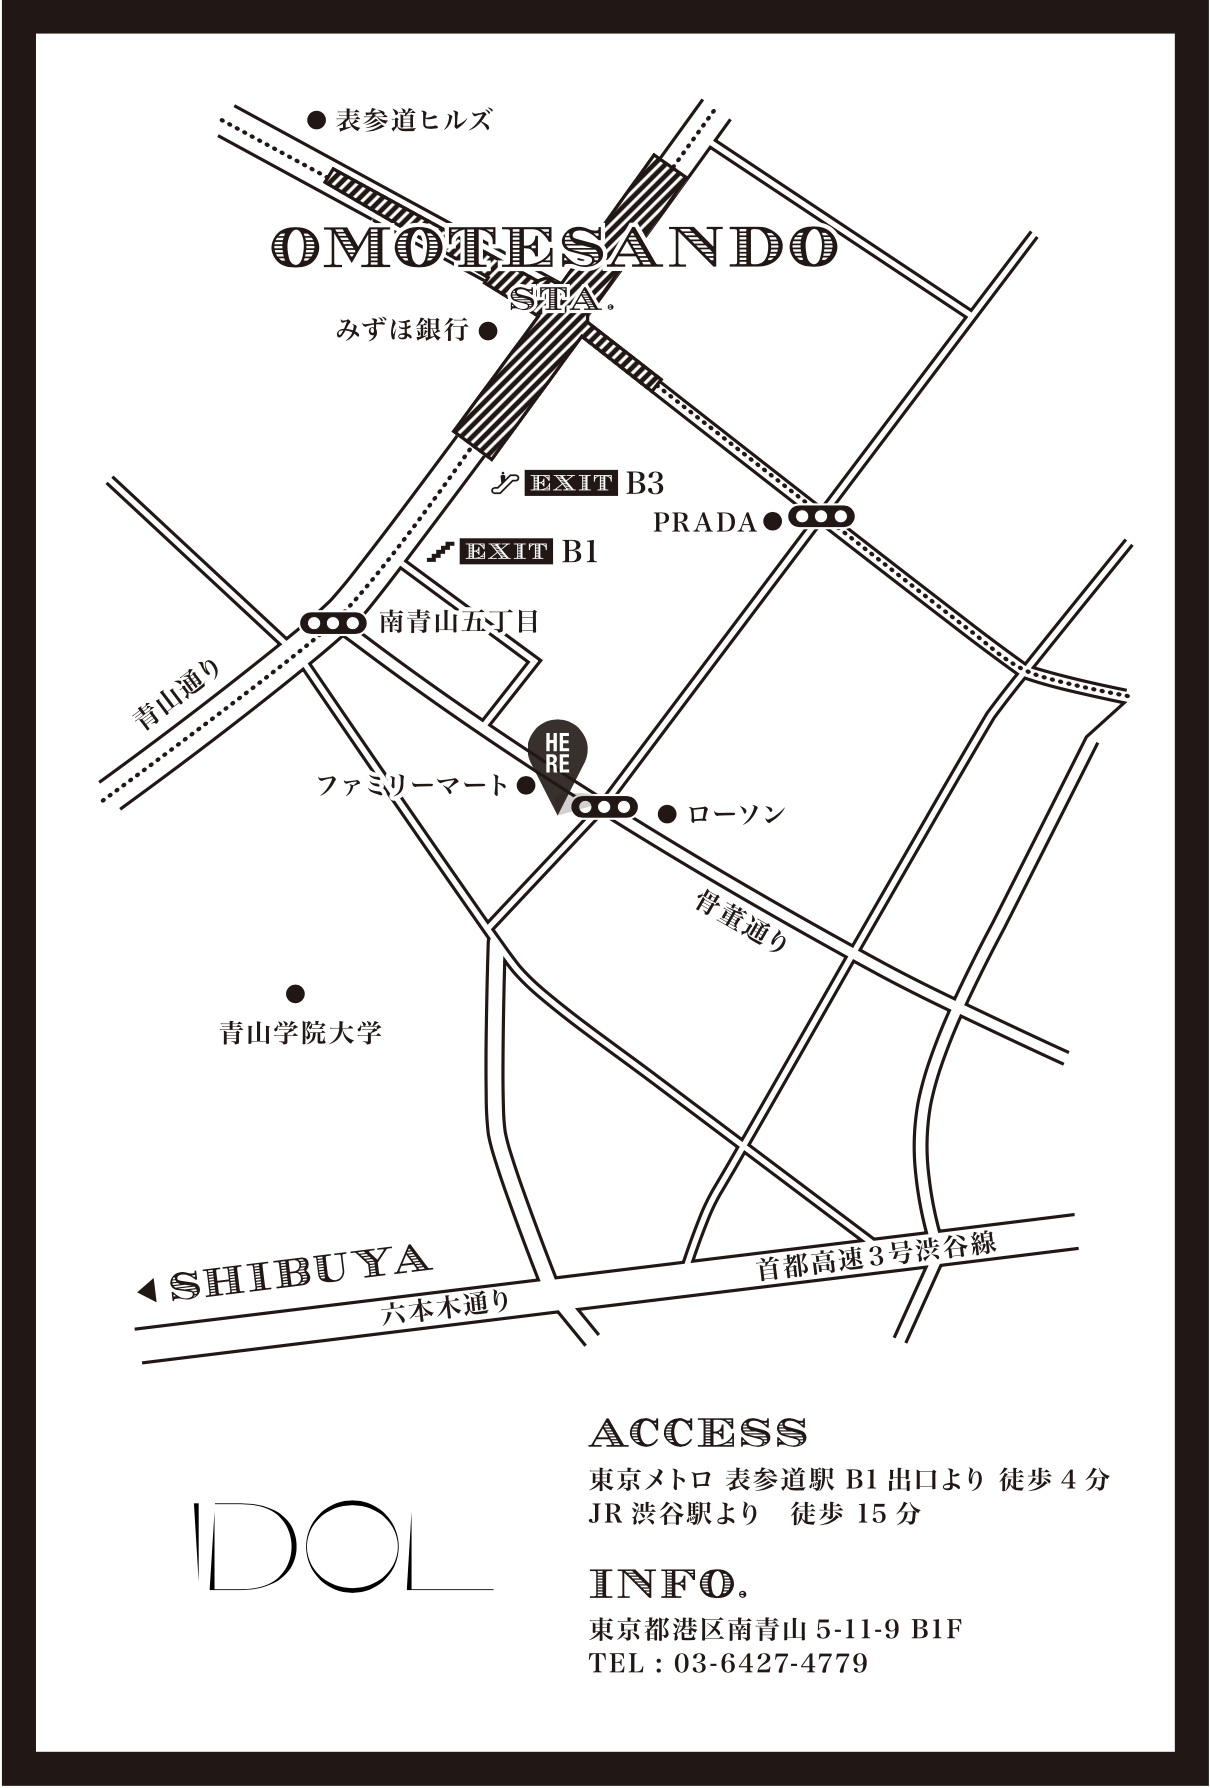 表参道ヒルズ
OMOTESANDO
STA.
みずほ銀行
EXIT B3
PRADA
EXIT B1
南青山五丁目
青山通り
HE
RE
ファミリーマート
ローソン
骨董通り
青山学院大学
首都高速3号渋谷線
SHIBUYA
六本木通り
ACCESS
東京メトロ 表参道駅 B1 出口より 徒歩 4 分
JR 渋谷駅より 徒歩 15 分
IDOL
INFO.
東京都港区南青山 5-11-9 B1F
TEL : 03-6427-4779